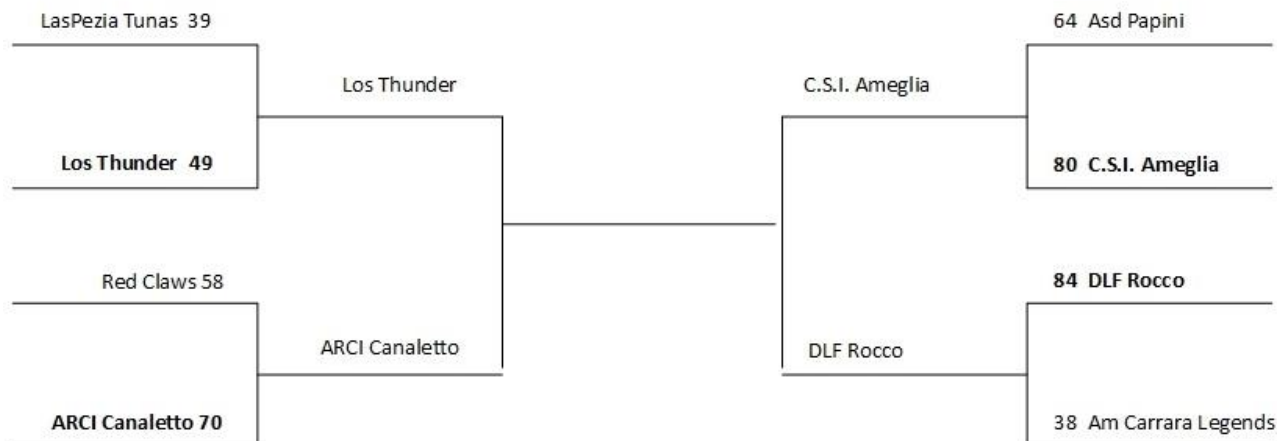 LasPezia Tunas 39
64 Asd Papini
Los Thunder
C.S.I. Ameglia
Los Thunder 49
80 C.S.I. Ameglia
Red Claws 58
84 DLF Rocco
ARCI Canaletto
DLF Rocco
ARCI Canaletto 70
38 Am Carrara Legends